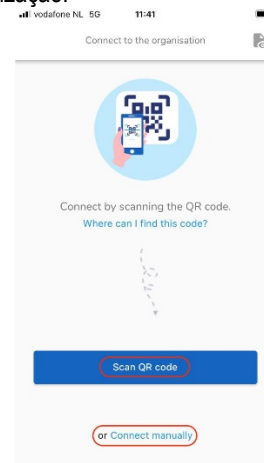 vodafone NL 5G 11:41
Connect to the organisation
Connect by scanning the QR code.
Where can I find this code?
Scan QR code
or Connect manually